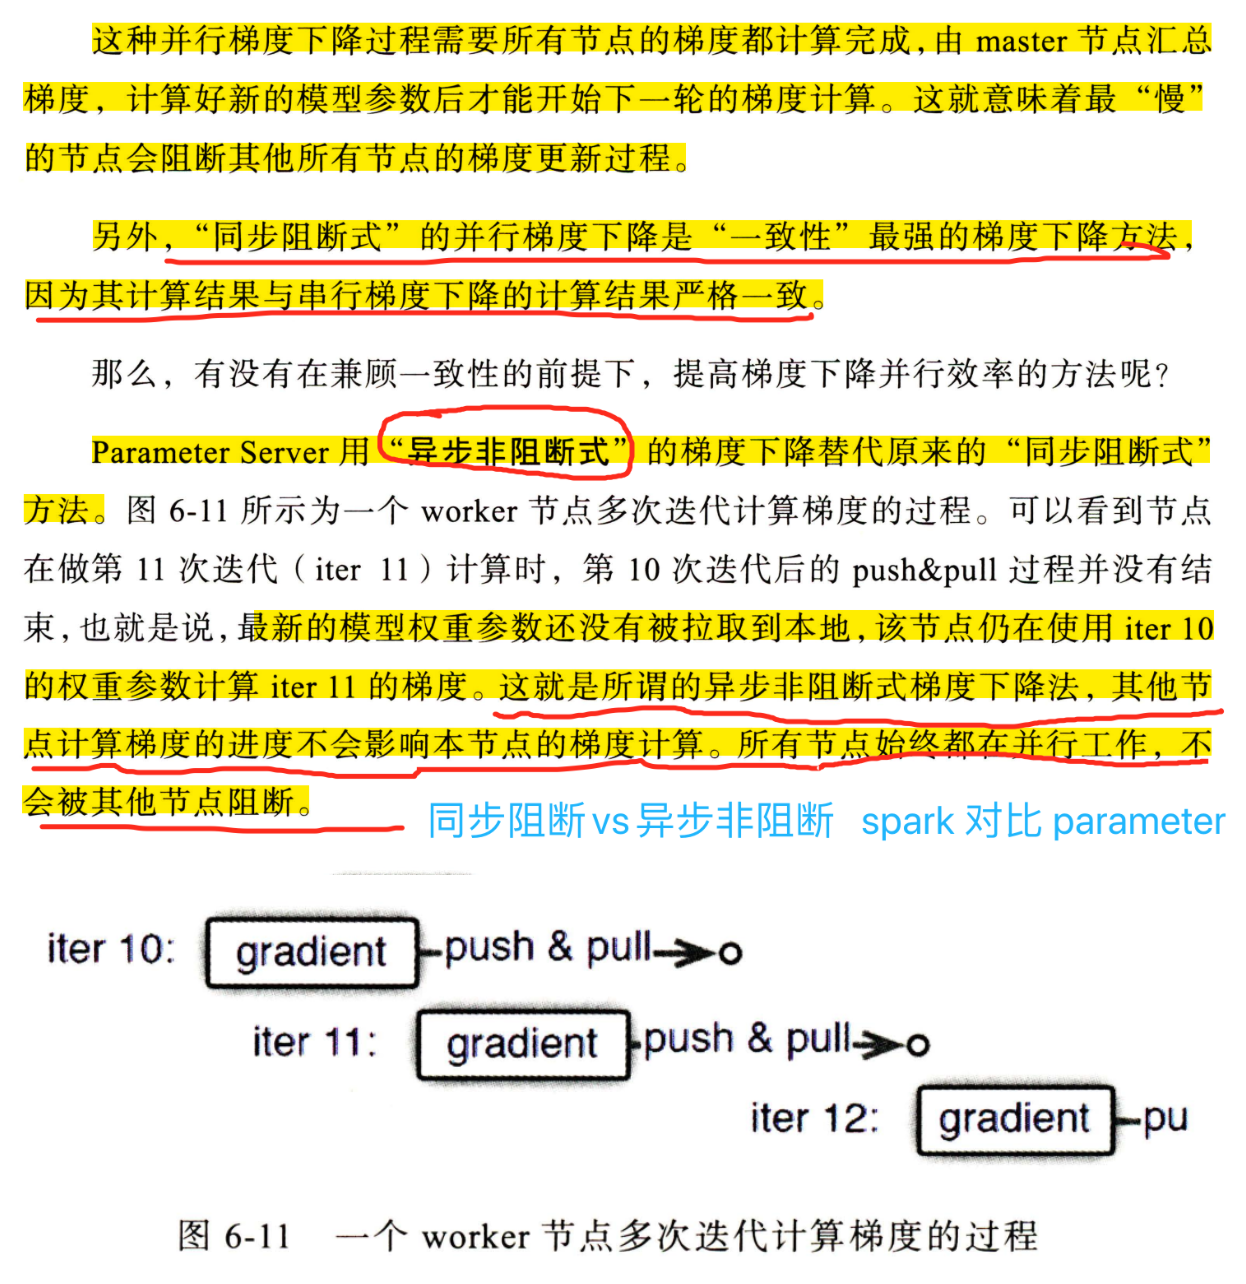 这种并行梯度下降过程需要所有节点的梯度都计算完成，由 master 节点汇总
梯度，计算好新的模型参数后才能开始下一轮的梯度计算。这就意味着最“慢”
的节点会阻断其他所有节点的梯度更新过程。
另外，“同步阻断式”的并行梯度下降是“一致性”最强的梯度下降方法，
因为其计算结果与串行梯度下降的计算结果严格一致。
那么，有没有在兼顾一致性的前提下，提高梯度下降并行效率的方法呢？
Parameter Server 用“异步非阻断式”的梯度下降替代原来的“同步阻断式”
方法。图 6-11 所示为一个 worker 节点多次迭代计算梯度的过程。可以看到节点
在做第 11 次迭代（iter 11）计算时，第 10 次迭代后的 push&pull 过程并没有结
束，也就是说，最新的模型权重参数还没有被拉取到本地，该节点仍在使用 iter 10
的权重参数计算 iter 11 的梯度。这就是所谓的异步非阻断式梯度下降法，其他节
点计算梯度的进度不会影响本节点的梯度计算。所有节点始终都在并行工作，不
会被其他节点阻断。
同步阻断vs异步非阻断 spark 对比 parameter
iter 10: gradient push & pull
iter 11: gradient push & pull
iter 12: gradient pu
图 6-11 一个 worker 节点多次迭代计算梯度的过程